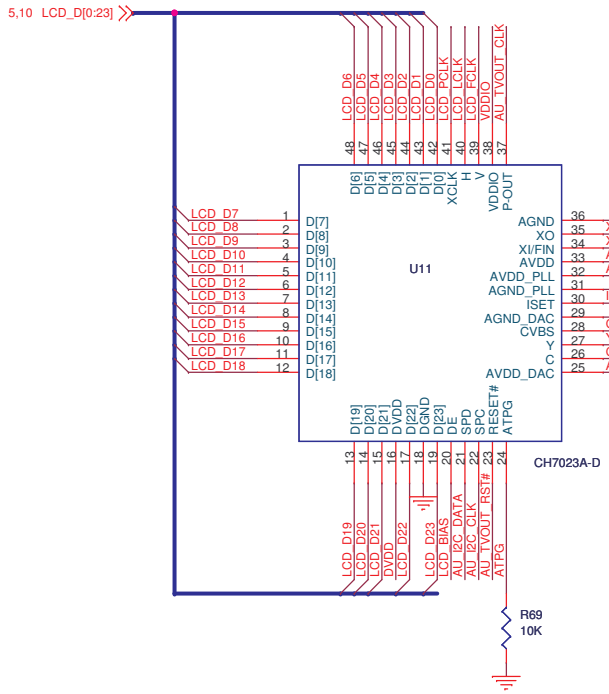 5,10 LCD_D[0:23]
LCD_D6
LCD_D5
LCD_D4
LCD_D3
LCD_D2
LCD_D1
LCD_D0
LCD_PCLK
LCD_LCLK
LCD_FCLK
VDDIO
AU_TVOUT_CLK
48
47
46
45
44
43
42
41
40
39
38
37
D[6]
D[5]
D[4]
D[3]
D[2]
D[1]
D[0]
XCLK
H
V
VDDIO
P-OUT
LCD_D7 1 D[7]
LCD_D8 2 D[8]
LCD_D9 3 D[9]
LCD_D10 4 D[10]
LCD_D11 5 D[11]
LCD_D12 6 D[12]
LCD_D13 7 D[13]
LCD_D14 8 D[14]
LCD_D15 9 D[15]
LCD_D16 10 D[16]
LCD_D17 11 D[17]
LCD_D18 12 D[18]
U11
AGND 36
XO 35
XI/FIN 34
AVDD 33
AVDD_PLL 32
AGND_PLL 31
ISET 30
AGND_DAC 29
CVBS 28
Y 27
C 26
AVDD_DAC 25
D[19]
D[20]
D[21]
DVDD
D[22]
DGND
D[23]
DE
SPD
SPC
RESET#
ATPG
13
14
15
16
17
18
19
20
21
22
23
24
CH7023A-D
LCD_D19
LCD_D20
LCD_D21
DVDD
LCD_D22
LCD_D23
LCD_BIAS
AU_I2C_DATA
AU_I2C_CLK
AU_TVOUT_RST#
ATPG
R69
10K